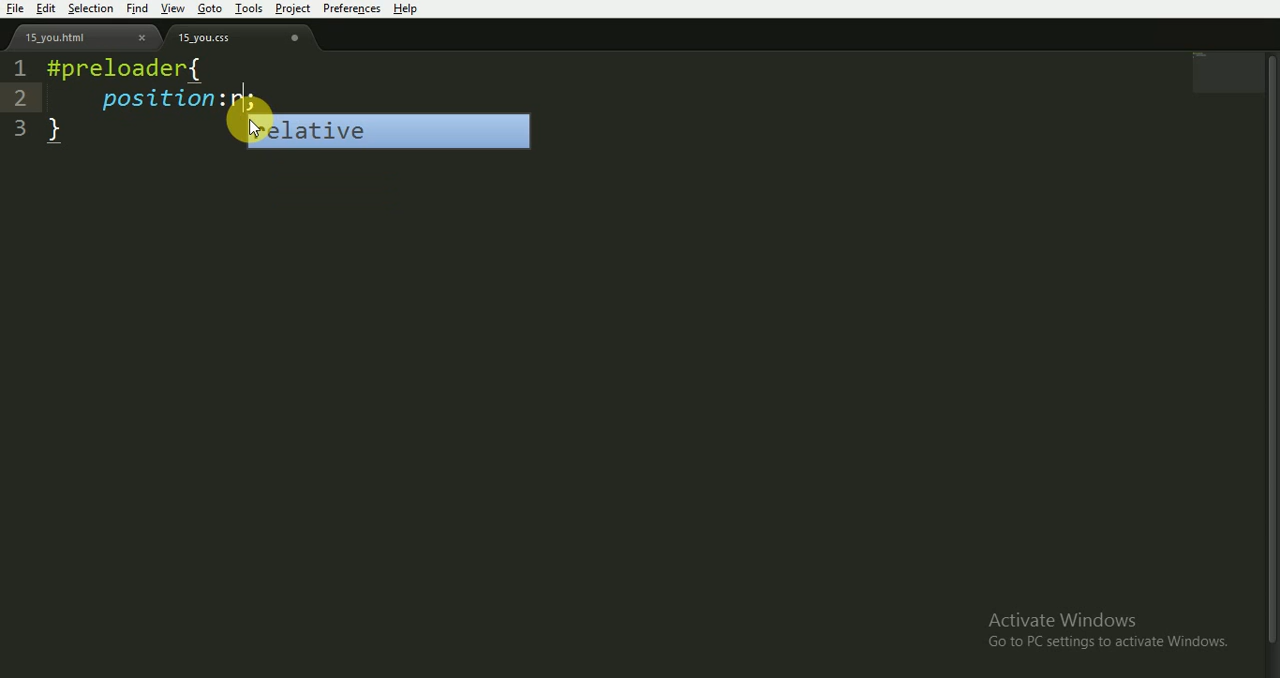 File Edit Selection Find View Goto Tools Project Preferences Help
15_you.html × 15_you.css
1 #preloader{
2 position:r;
relative
3 }
Activate Windows
Go to PC settings to activate Windows.